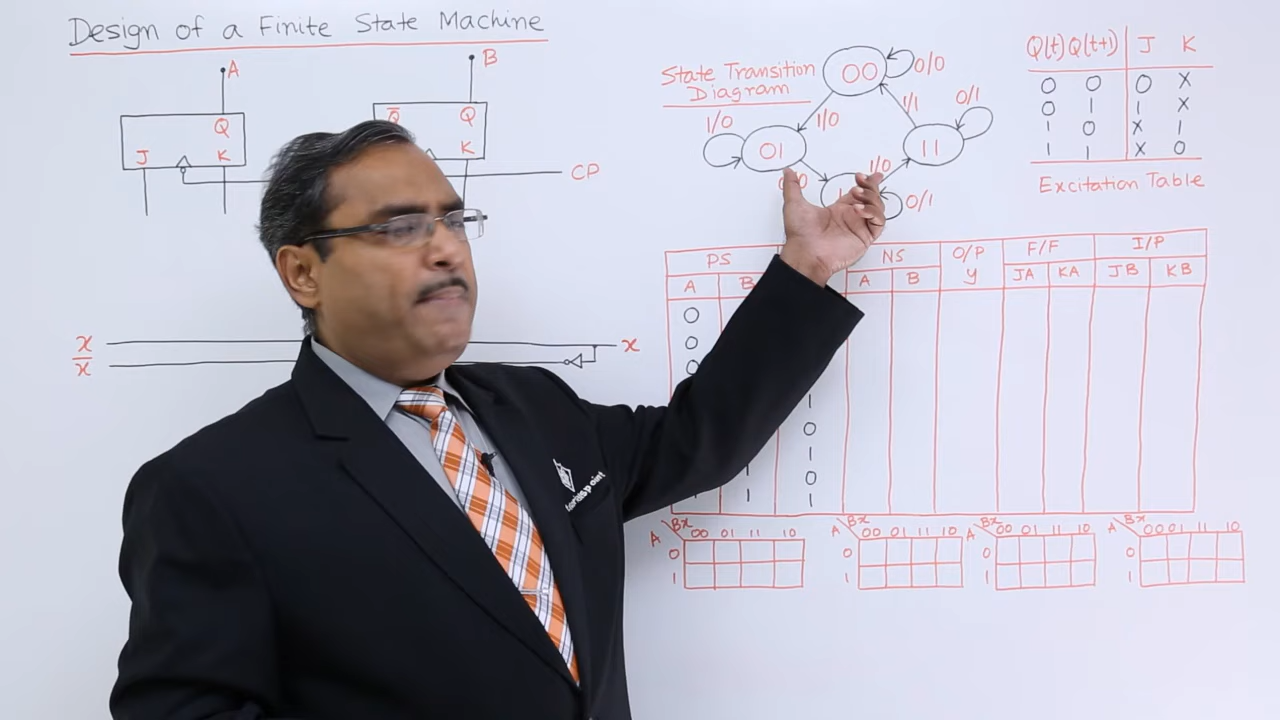 Design of a Finite State Machine
A
B
Q
J
K
Q̅
Q
K
CP
x
x̅
x
State Transition
Diagram
00
0/0
1/0
1/1
0/1
1/0
01
11
1/0
0/1
Q(t) Q(t+1) J K
0 0 0 x
0 1 1 x
1 0 x 1
1 1 x 0
Excitation Table
PS NS O/P F/F I/P
A B A B y JA KA JB KB
0
0
0
1
0
1
1 0
1 1
A Bx 00 01 11 10
0
1
A Bx 00 01 11 10
0
1
A Bx 00 01 11 10
0
1
A Bx 00 01 11 10
0
1